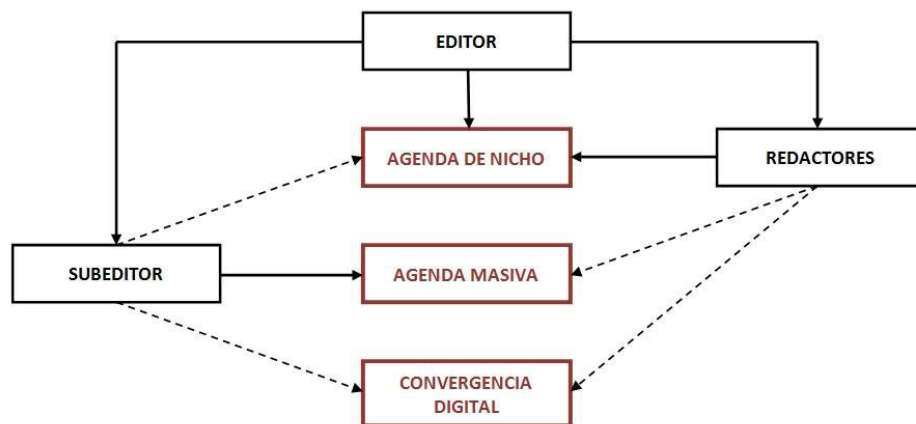 EDITOR
AGENDA DE NICHO
REDACTORES
SUBEDITOR
AGENDA MASIVA
CONVERGENCIA
DIGITAL